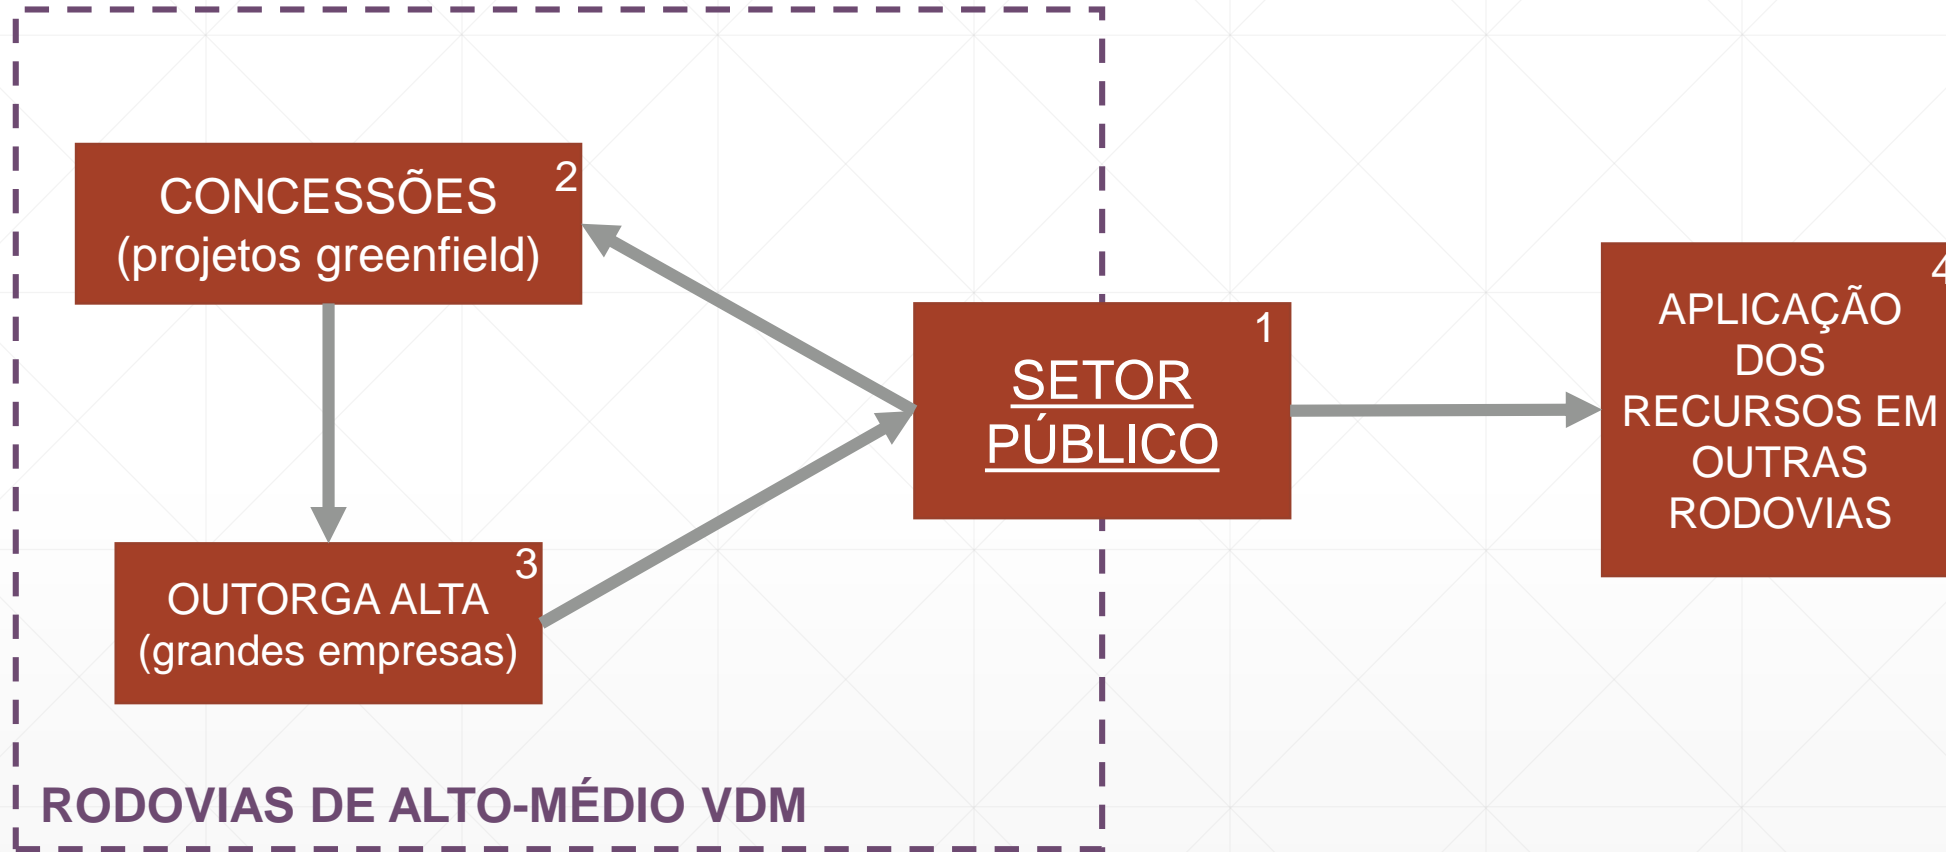 2
CONCESSÕES
(projetos greenfield)
1
SETOR
PÚBLICO
4
APLICAÇÃO
DOS
RECURSOS EM
OUTRAS
RODOVIAS
3
OUTORGA ALTA
(grandes empresas)
RODOVIAS DE ALTO-MÉDIO VDM